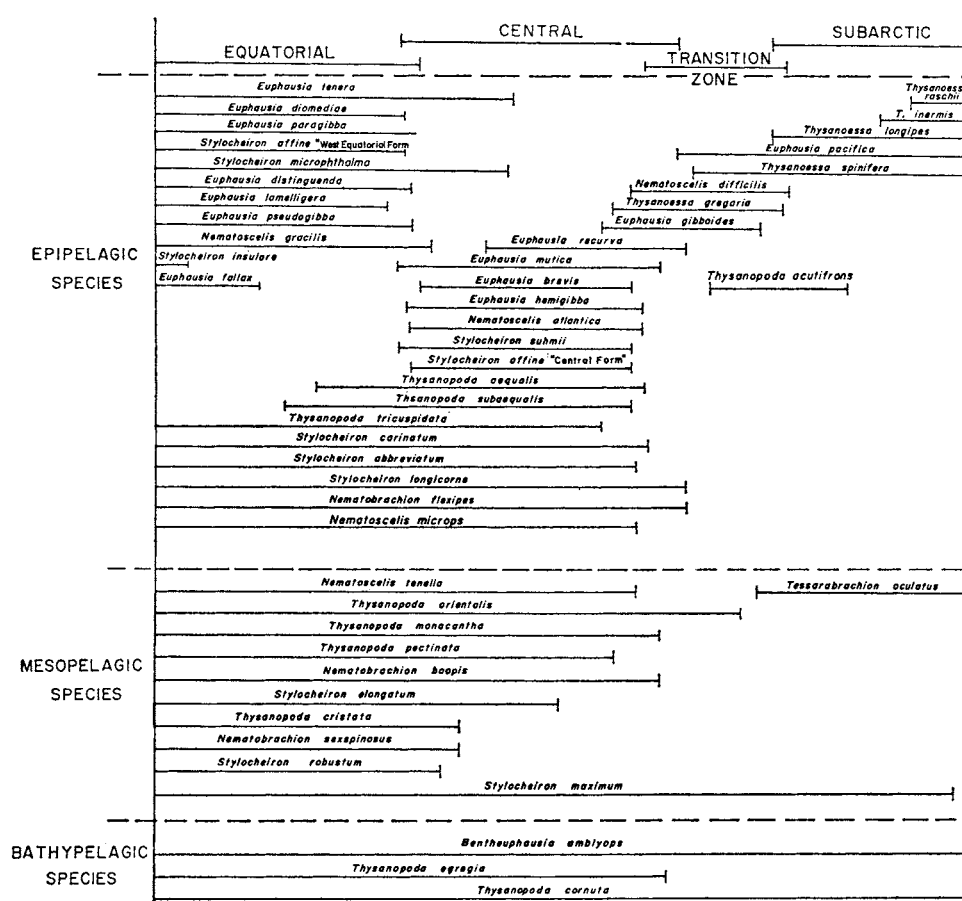 EQUATORIAL
CENTRAL
TRANSITION
ZONE
SUBARCTIC
EPIPELAGIC
SPECIES
Euphausia tenera
Thysanoess
raschii
Euphausia diomediae
T. inermis
Euphausia paragibba
Thysanoessa longipes
Stylocheiron affine "West Equatorial Form
Euphausia pacifica
Stylocheiron microphthalma
Thysanoessa spinifera
Euphausia distinguenda
Nematoscelis difficilis
Euphausia lamelligera
Thysanoessa gregaria
Euphausia pseudogibba
Euphausia gibboides
Nematoscelis gracilis
Euphausia recurva
Stylocheiron insulare
Euphausia mutica
Euphausia fallax
Euphausia brevis
Thysanopoda acutifrons
Euphausia hemigibba
Nematoscelis atlantica
Stylocheiron suhmii
Stylocheiron affine "Central Form"
Thysanopoda aequalis
Thsanopoda subaequalis
Thysanopoda tricuspidata
Stylocheiron carinatum
Stylocheiron abbreviatum
Stylocheiron longicorne
Nematobrachion flexipes
Nematoscelis microps
MESOPELAGIC
SPECIES
Nematoscelis tenella
Tessarabrachion oculatus
Thysanopoda orientalis
Thysanopoda monacantha
Thysanopoda pectinata
Nematobrachion boopis
Stylocheiron elongatum
Thysanopoda cristata
Nematobrachion sexspinosus
Stylocheiron robustum
Stylocheiron maximum
BATHYPELAGIC
SPECIES
Bentheuphausia amblyops
Thysanopoda egregia
Thysanopoda cornuta